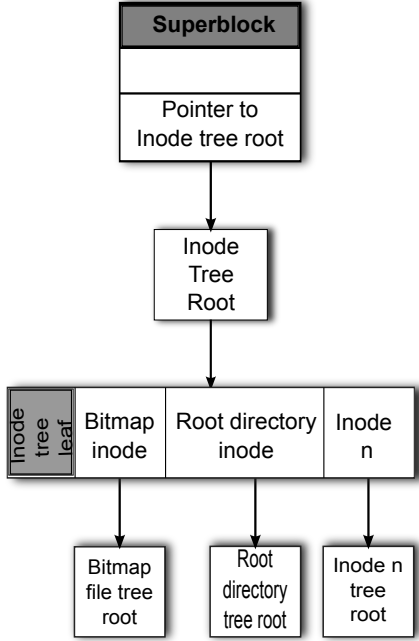 Superblock
Pointer to
Inode tree root
Inode
Tree
Root
Inode
tree
leaf
Bitmap
inode
Root directory
inode
Inode
n
Bitmap
file tree
root
Root
directory
tree root
Inode n
tree
root